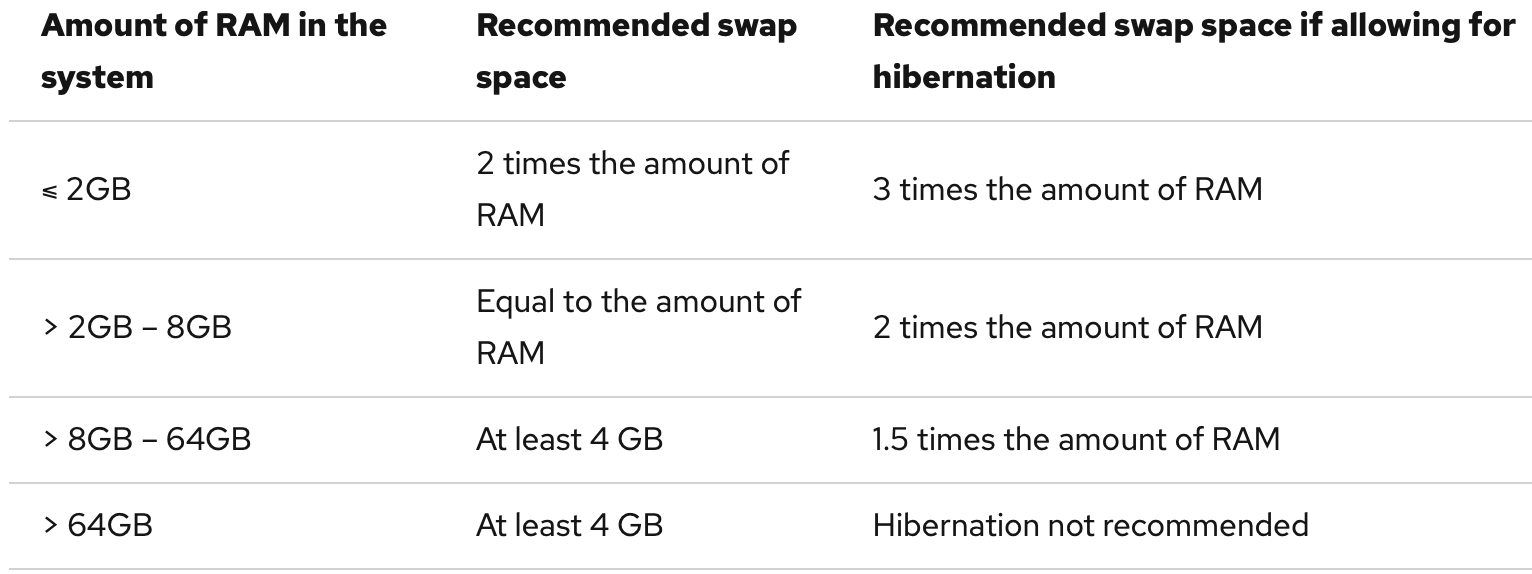 Amount of RAM in the system
Recommended swap space
Recommended swap space if allowing for hibernation
⩽ 2GB
2 times the amount of RAM
3 times the amount of RAM
> 2GB – 8GB
Equal to the amount of RAM
2 times the amount of RAM
> 8GB – 64GB
At least 4 GB
1.5 times the amount of RAM
> 64GB
At least 4 GB
Hibernation not recommended